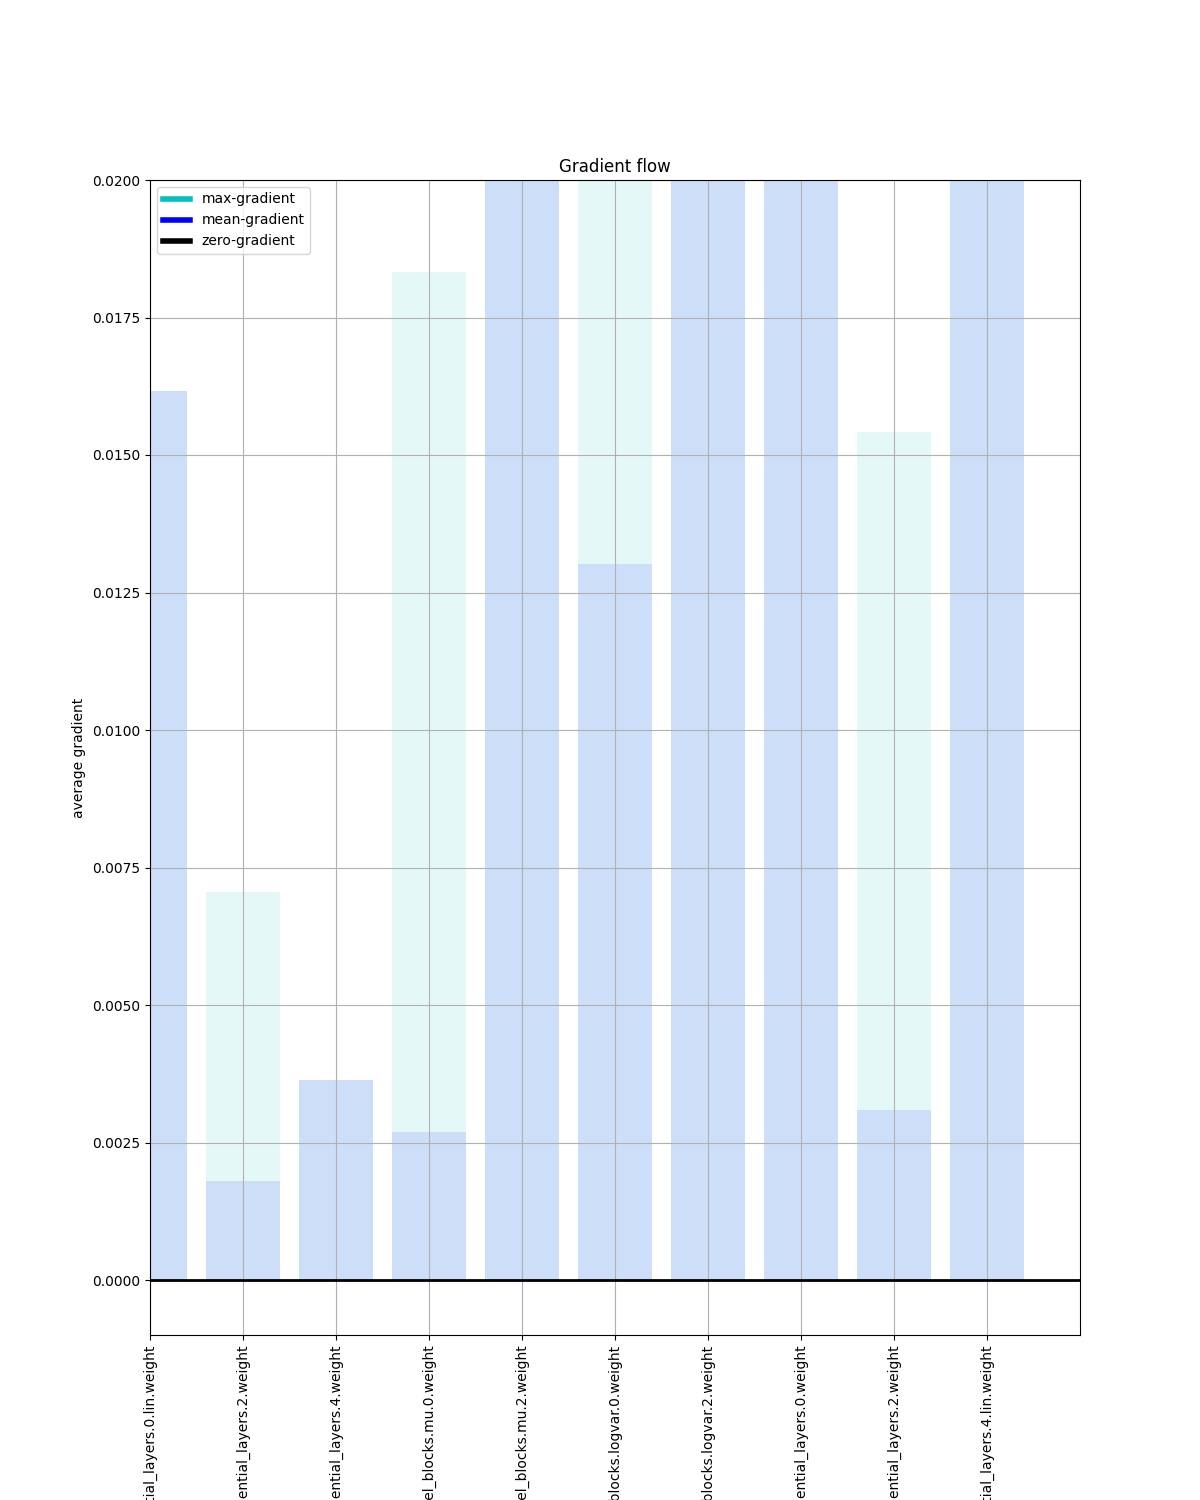 Gradient flow
max-gradient
mean-gradient
zero-gradient
0.0200
0.0175
0.0150
0.0125
0.0100
0.0075
0.0050
0.0025
0.0000
average gradient
tial_layers.0.lin.weight
ential_layers.2.weight
ential_layers.4.weight
el_blocks.mu.0.weight
el_blocks.mu.2.weight
blocks.logvar.0.weight
blocks.logvar.2.weight
ential_layers.0.weight
ential_layers.2.weight
tial_layers.4.lin.weight